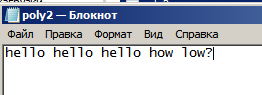 poly2 — Блокнот
Файл Правка Формат Вид Справка
hello hello hello how low?